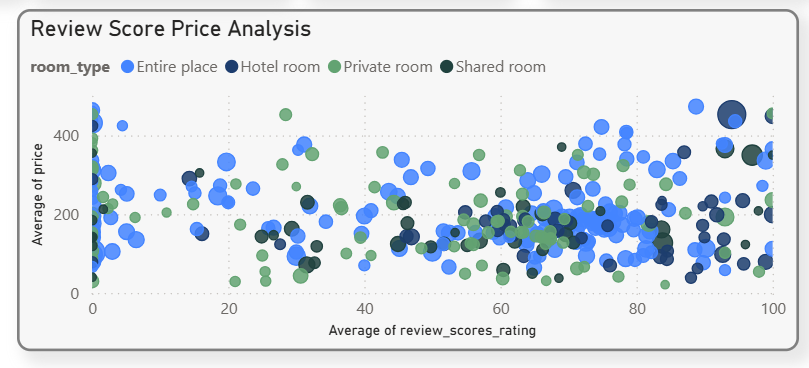 Review Score Price Analysis
room_type Entire place Hotel room Private room Shared room
Average of price
400
200
0
0 20 40 60 80 100
Average of review_scores_rating